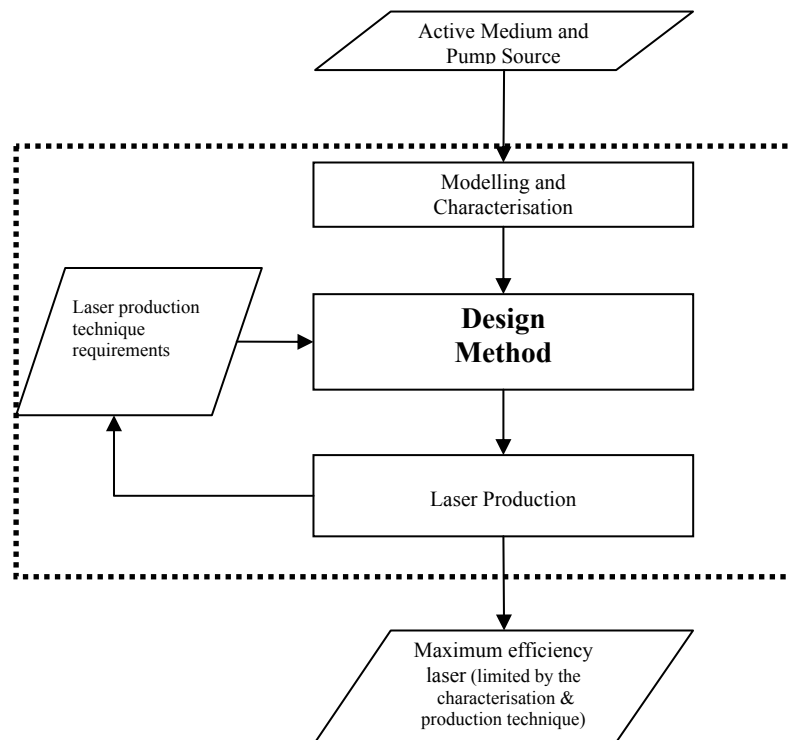 Active Medium and
Pump Source
Modelling and
Characterisation
Laser production
technique
requirements
Design
Method
Laser Production
Maximum efficiency
laser (limited by the
characterisation &
production technique)